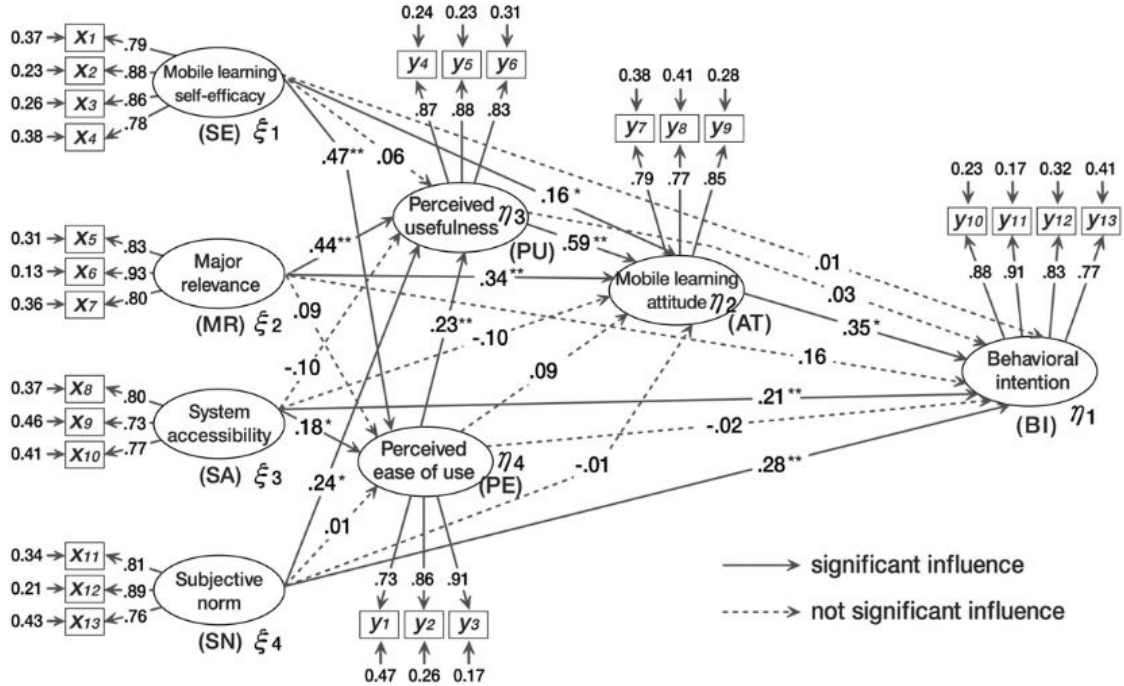 0.37 x1 .79
0.23 x2 .88
0.26 x3 .86
0.38 x4 .78
Mobile learning
self-efficacy
(SE) ξ1
0.31 x5 .83
0.13 x6 .93
0.36 x7 .80
Major
relevance
(MR) ξ2
0.37 x8 .80
0.46 x9 .73
0.41 x10 .77
System
accessibility
(SA) ξ3
0.34 x11 .81
0.21 x12 .89
0.43 x13 .76
Subjective
norm
(SN) ξ4
0.24 0.23 0.31
y4 y5 y6
.87 .88 .83
Perceived
usefulness η3
(PU)
.47** .06
.44**
.34**
.09
-.10
.23**
.18*
.24*
.01
Perceived
ease of use
η4
(PE)
.73 .86 .91
y1 y2 y3
0.47 0.26 0.17
0.38 0.41 0.28
y7 y8 y9
.79 .77 .85
.16*
.59**
Mobile learning
attitude η2
(AT)
-.10
.09
-.01
.01
.03
.35*
.16
.21**
-.02
.28**
0.23 0.17 0.32 0.41
y10 y11 y12 y13
.88 .91 .83 .77
Behavioral
intention
(BI) η1
significant influence
not significant influence